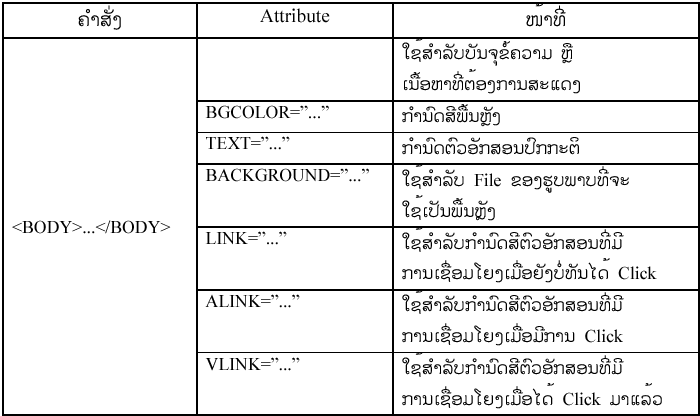 ຄຳສັ່ງ Attribute ໜ້າທີ່
ໃຊ້ສຳລັບບັນຈຸຂໍ້ຄວາມ ຫຼື
ເນື້ອຫາທີ່ຕ້ອງການສະແດງ
BGCOLOR=”...” ກຳນົດສີພື້ນຫຼັງ
TEXT=”...” ກຳນົດຕົວອັກສອນປົກກະຕິ
BACKGROUND=”...” ໃຊ້ສຳລັບ File ຂອງຮູບພາບທີ່ຈະ
ໃຊ້ເປັນພື້ນຫຼັງ
<BODY>...</BODY>
LINK=”...” ໃຊ້ສຳລັບກຳນົດສີຕົວອັກສອນທີ່ມີ
ການເຊື່ອມໂຍງເມື່ອຍັງບໍ່ທັນໄດ້ Click
ALINK=”...” ໃຊ້ສຳລັບກຳນົດສີຕົວອັກສອນທີ່ມີ
ການເຊື່ອມໂຍງເມື່ອມີການ Click
VLINK=”...” ໃຊ້ສຳລັບກຳນົດສີຕົວອັກສອນທີ່ມີ
ການເຊື່ອມໂຍງເມື່ອໄດ້ Click ມາແລ້ວ